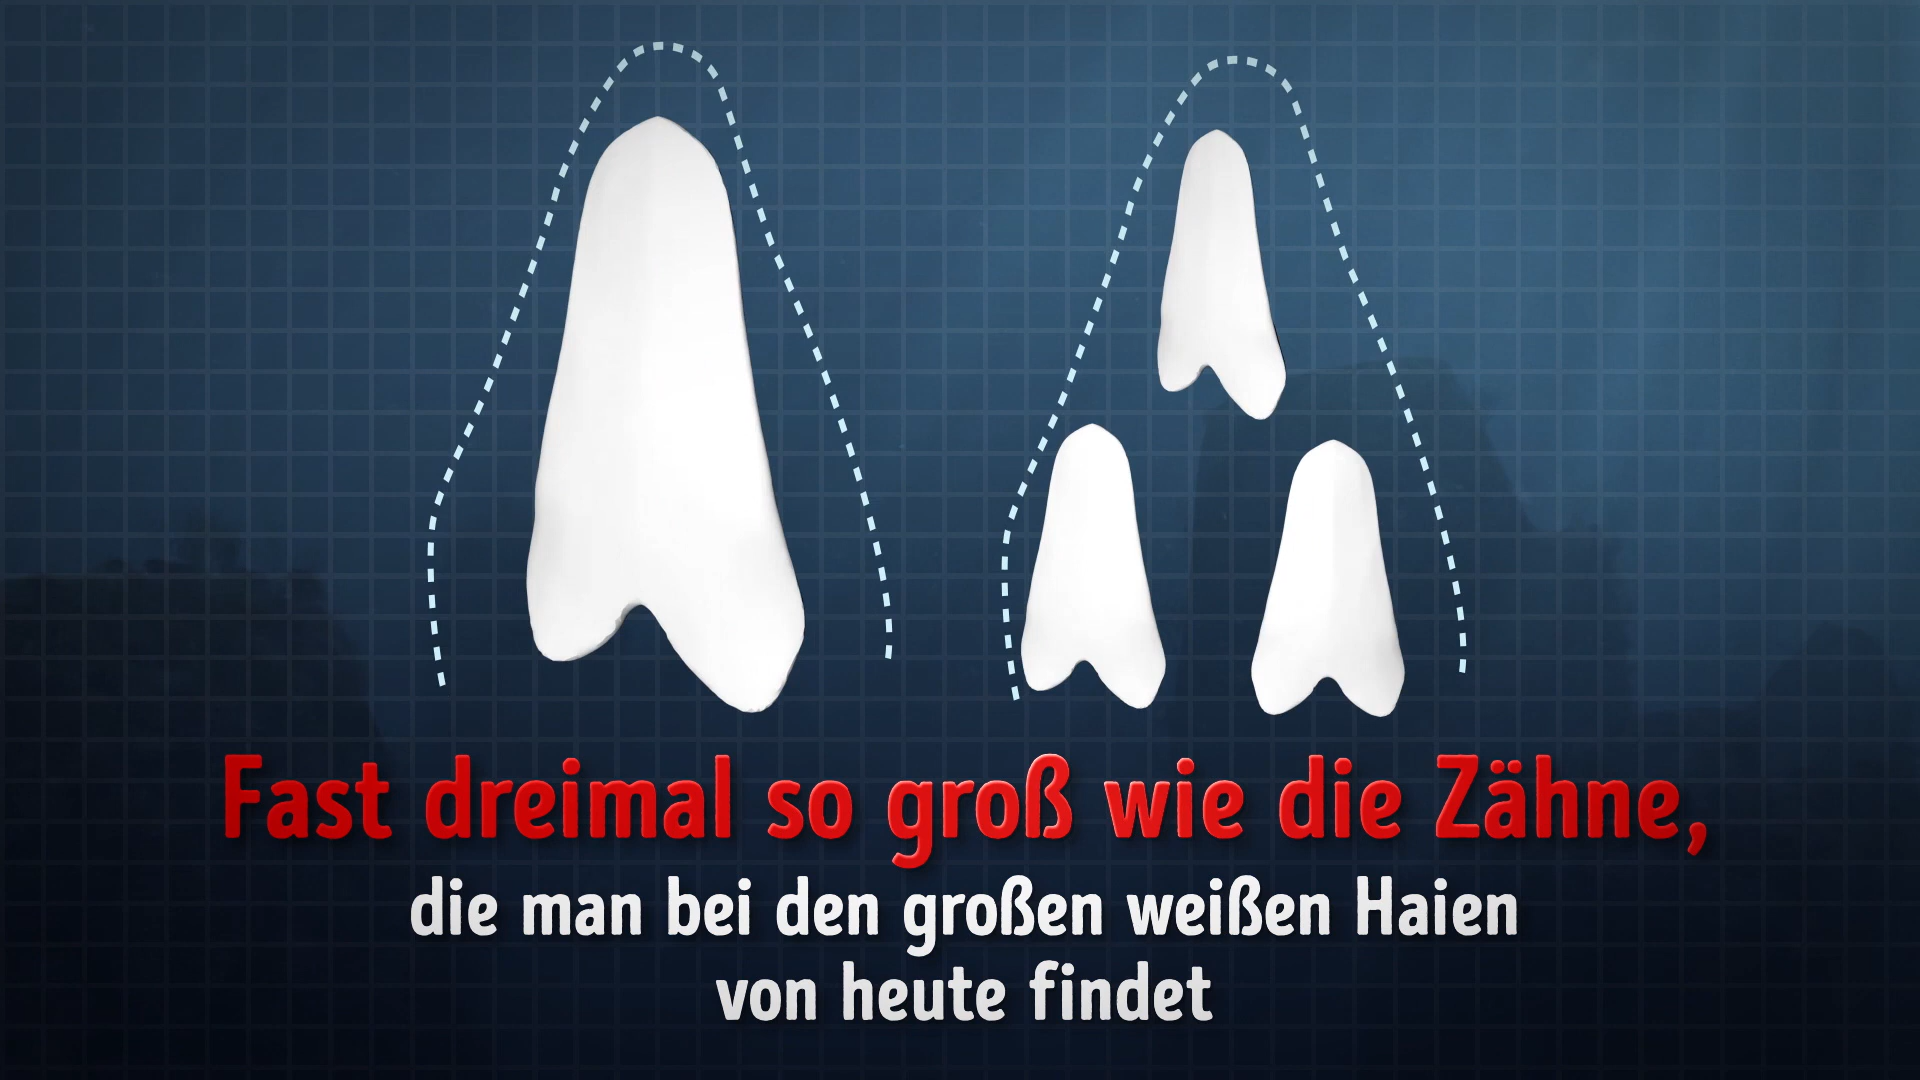 Fast dreimal so groß wie die Zähne,
die man bei den großen weißen Haien
von heute findet